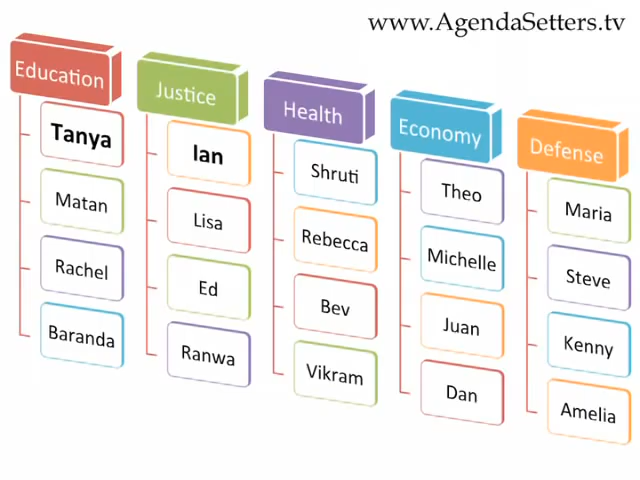 www.AgendaSetters.tv
Education
Tanya
Matan
Rachel
Baranda
Justice
Ian
Lisa
Ed
Ranwa
Health
Shruti
Rebecca
Bev
Vikram
Economy
Theo
Michelle
Juan
Dan
Defense
Maria
Steve
Kenny
Amelia